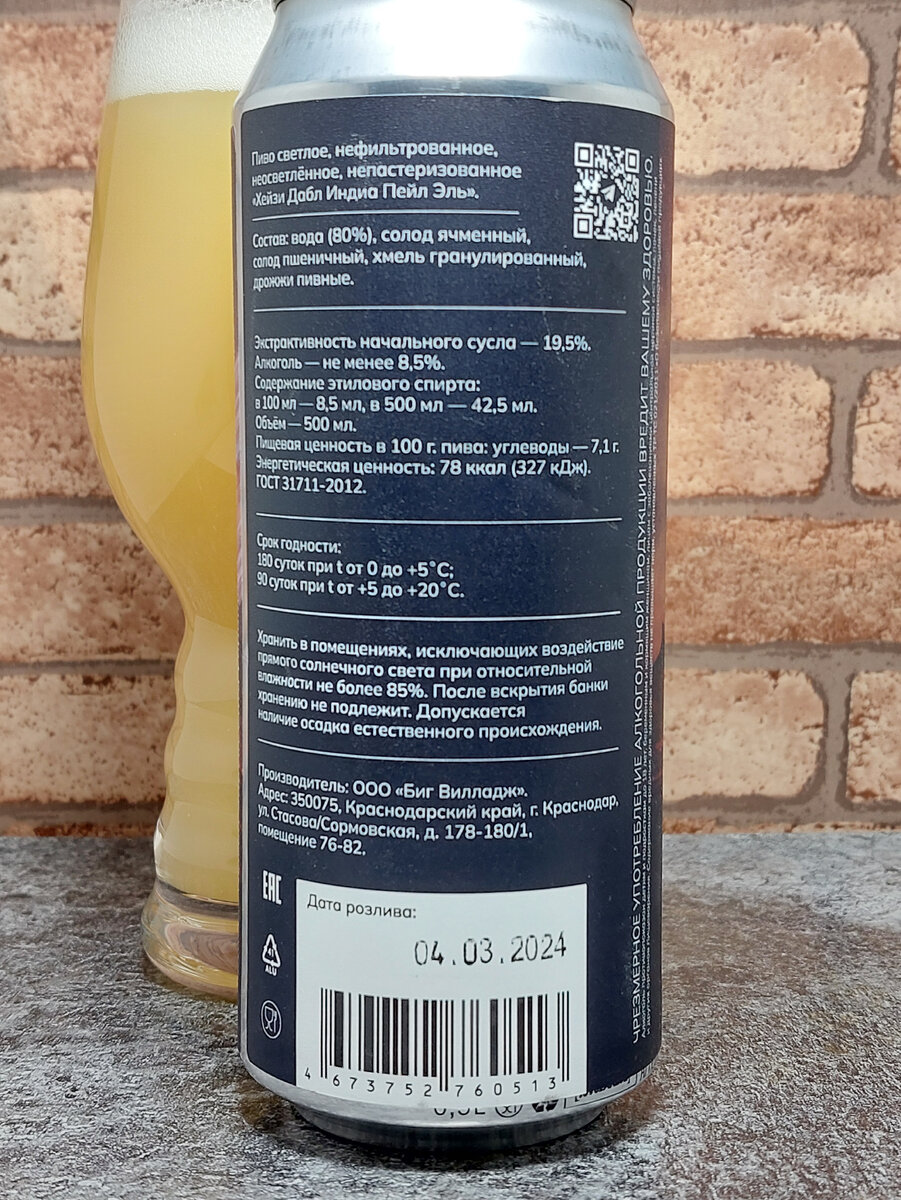 Пиво светлое, нефильтрованное,
неосветлённое, непастеризованное
«Хейзи Дабл Индиа Пейл Эль».
Состав: вода (80%), солод ячменный,
солод пшеничный, хмель гранулированный,
дрожжи пивные.
Экстрактивность начального сусла — 19,5%.
Алкоголь — не менее 8,5%.
Содержание этилового спирта:
в 100 мл — 8,5 мл, в 500 мл — 42,5 мл.
Объём — 500 мл.
Пищевая ценность в 100 г. пива: углеводы — 7,1 г.
Энергетическая ценность: 78 ккал (327 кДж).
ГОСТ 31711-2012.
Срок годности:
180 суток при t от 0 до +5°C;
90 суток при t от +5 до +20°C.
Хранить в помещениях, исключающих воздействие
прямого солнечного света при относительной
влажности не более 85%. После вскрытия банки
хранению не подлежит. Допускается
наличие осадка естественного происхождения.
Производитель: ООО «Биг Вилладж».
Адрес: 350075, Краснодарский край, г. Краснодар,
ул. Стасова/Сормовская, д. 178-180/1,
помещение 76-82.
EAC
ALU
Дата розлива:
04.03.2024
4 673752 760513
0,5L
ЧРЕЗМЕРНОЕ УПОТРЕБЛЕНИЕ АЛКОГОЛЬНОЙ ПРОДУКЦИИ ВРЕДИТ ВАШЕМУ ЗДОРОВЬЮ.